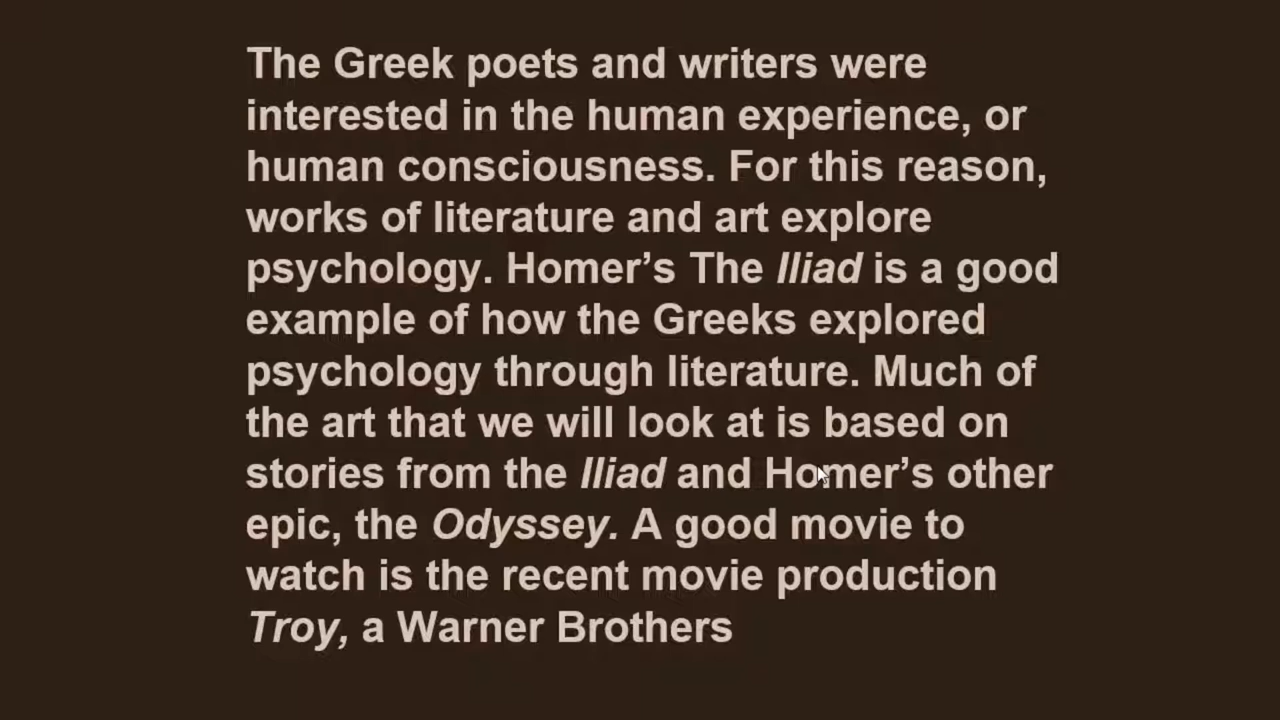 The Greek poets and writers were
interested in the human experience, or
human consciousness. For this reason,
works of literature and art explore
psychology. Homer’s The Iliad is a good
example of how the Greeks explored
psychology through literature. Much of
the art that we will look at is based on
stories from the Iliad and Homer’s other
epic, the Odyssey. A good movie to
watch is the recent movie production
Troy, a Warner Brothers